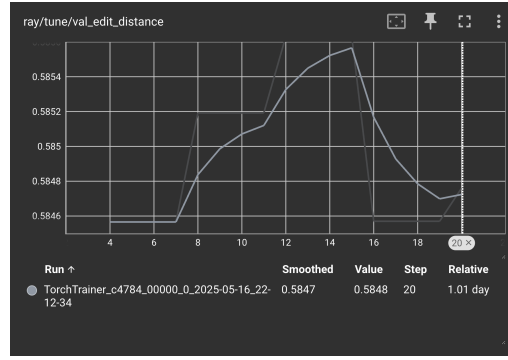 ray/tune/val_edit_distance
0.5854
0.5852
0.585
0.5848
0.5846
4 6 8 10 12 14 16 18 20 ×
Run ↑ Smoothed Value Step Relative
TorchTrainer_c4784_00000_0_2025-05-16_22- 0.5847 0.5848 20 1.01 day
12-34